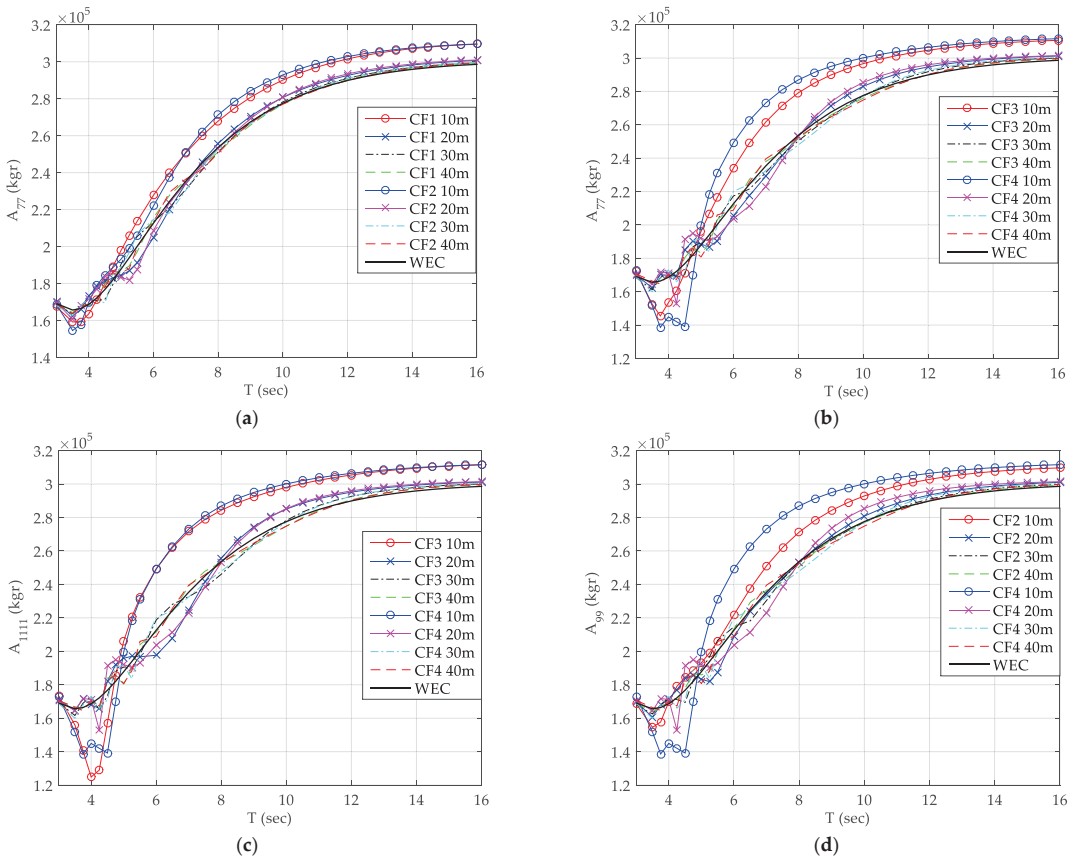 ×10⁵
3.2
3
2.8
2.6
2.4
2.2
2
1.8
1.6
1.4
A₇₇ (kgr)
CF1 10m
CF1 20m
CF1 30m
CF1 40m
CF2 10m
CF2 20m
CF2 30m
CF2 40m
WEC
4 6 8 10 12 14 16
T (sec)
(a)
×10⁵
3.2
3
2.8
2.6
2.4
2.2
2
1.8
1.6
1.4
1.2
A₇₇ (kgr)
CF3 10m
CF3 20m
CF3 30m
CF3 40m
CF4 10m
CF4 20m
CF4 30m
CF4 40m
WEC
4 6 8 10 12 14 16
T (sec)
(b)
×10⁵
3.2
3
2.8
2.6
2.4
2.2
2
1.8
1.6
1.4
1.2
A₁₁₁₁ (kgr)
CF3 10m
CF3 20m
CF3 30m
CF3 40m
CF4 10m
CF4 20m
CF4 30m
CF4 40m
WEC
4 6 8 10 12 14 16
T (sec)
(c)
×10⁵
3.2
3
2.8
2.6
2.4
2.2
2
1.8
1.6
1.4
1.2
A₉₉ (kgr)
CF2 10m
CF2 20m
CF2 30m
CF2 40m
CF4 10m
CF4 20m
CF4 30m
CF4 40m
WEC
4 6 8 10 12 14 16
T (sec)
(d)